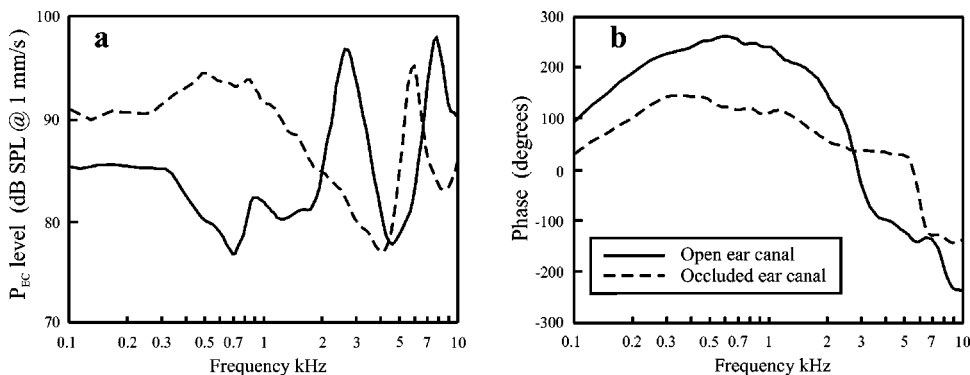 100
90
80
70
P_EC level (dB SPL @ 1 mm/s)
a
0.1 0.2 0.5 0.7 1 2 3 5 7 10
Frequency kHz
300
200
100
0
-100
-200
-300
Phase (degrees)
b
Open ear canal
Occluded ear canal
0.1 0.2 0.3 0.5 0.7 1 2 3 5 7 10
Frequency kHz